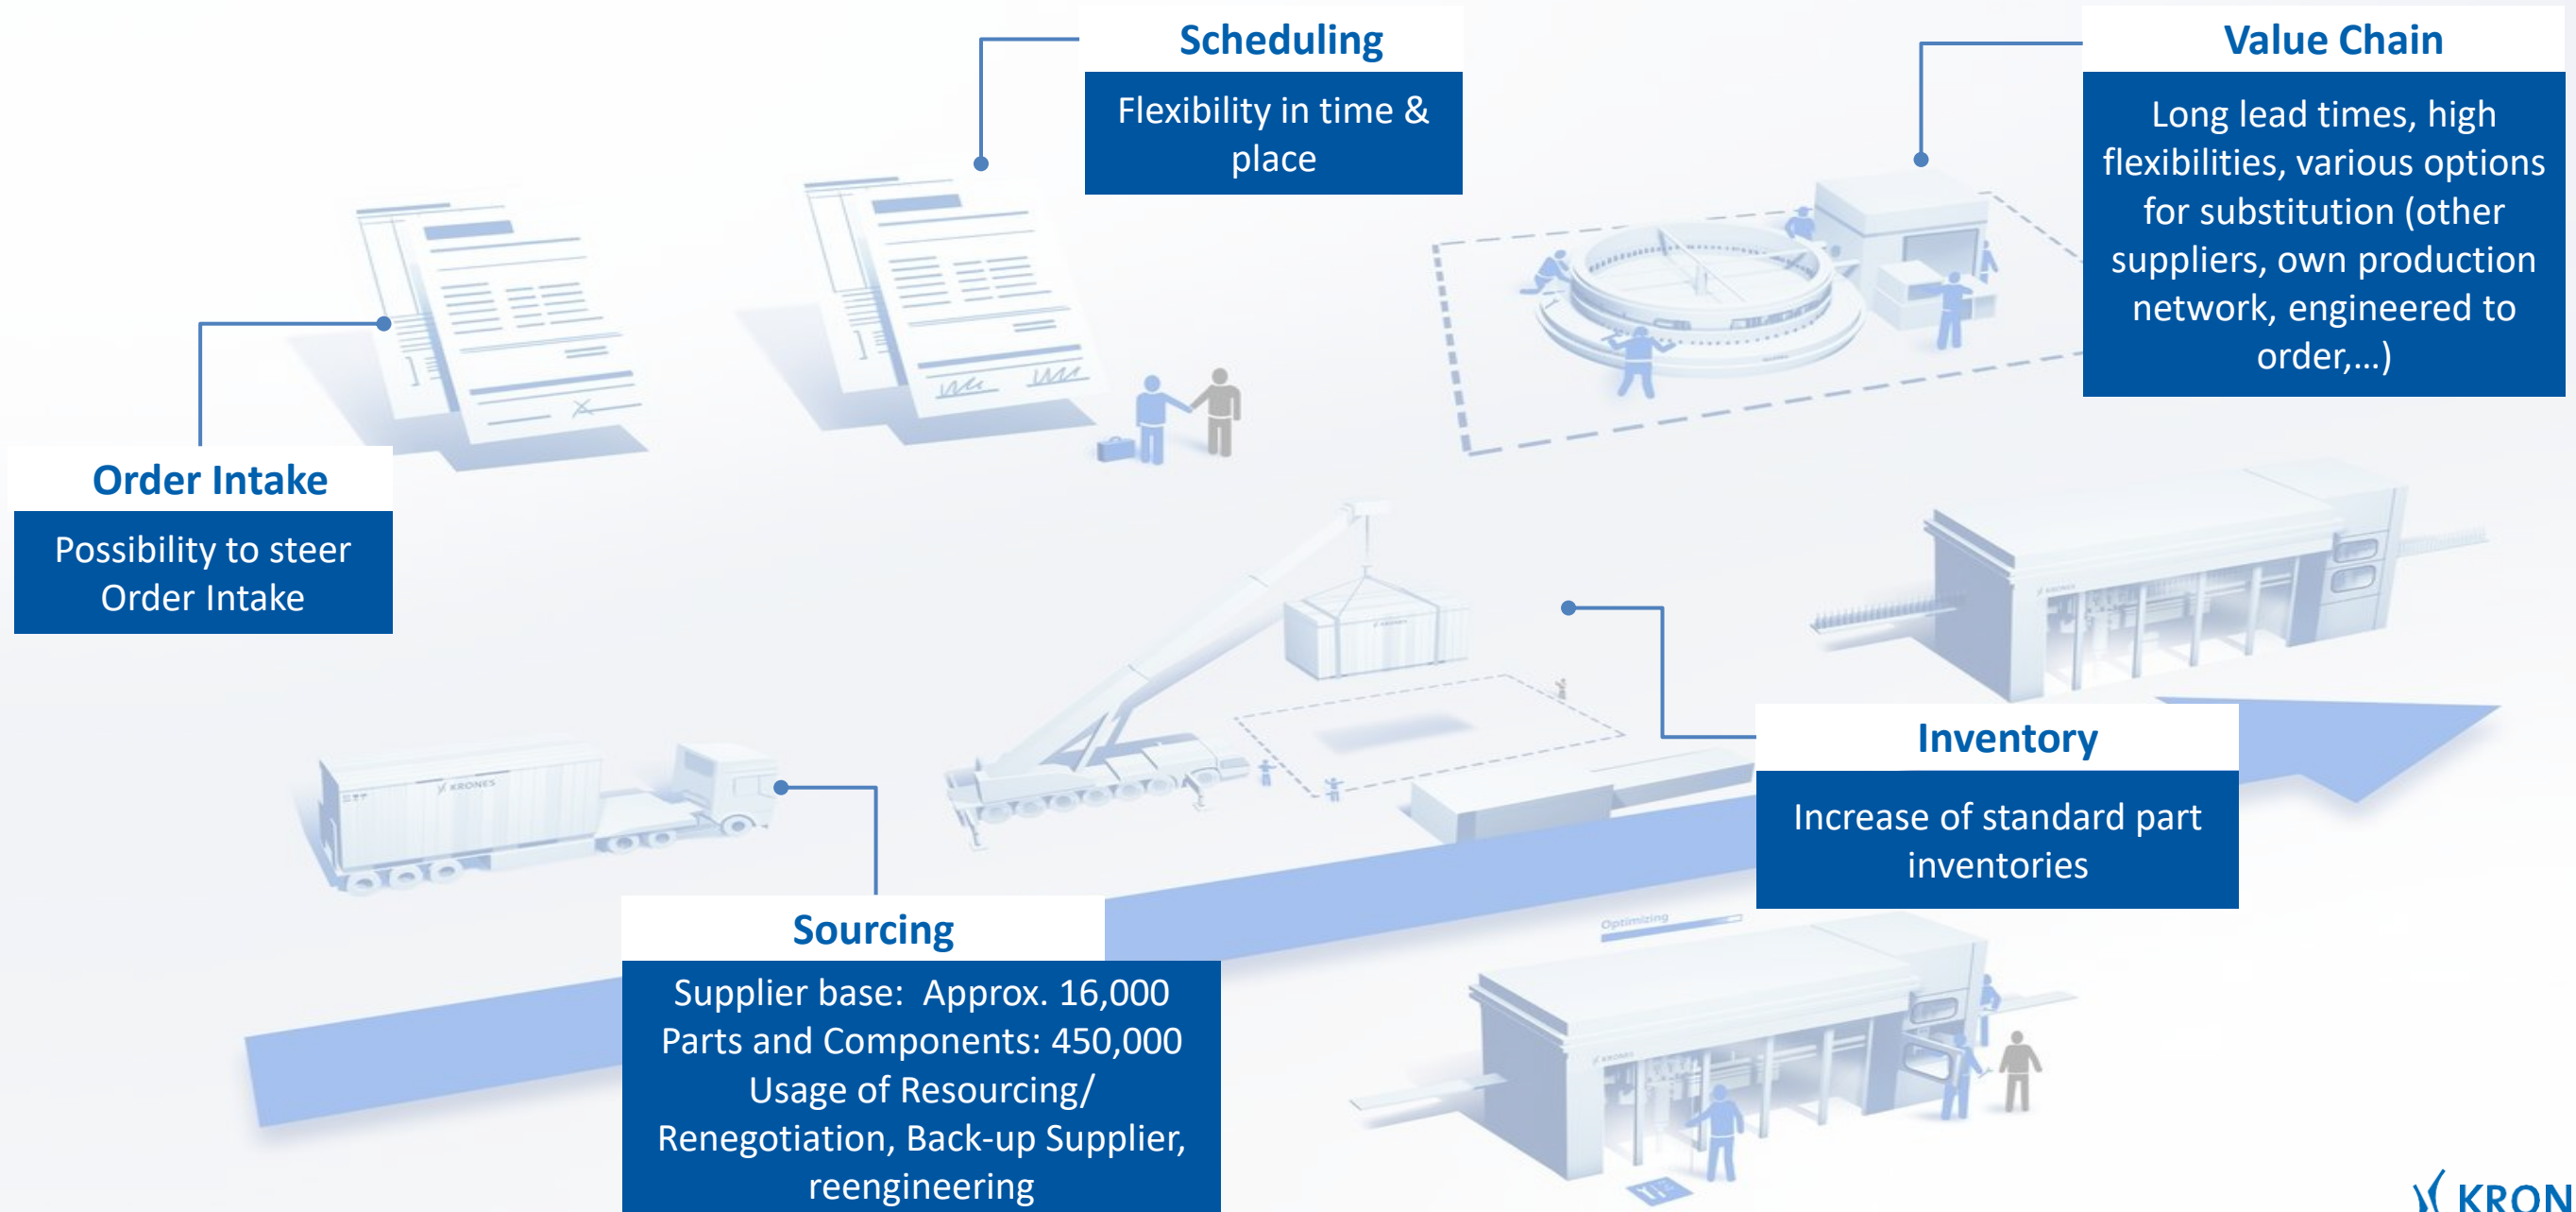 Scheduling
Flexibility in time &
place
Value Chain
Long lead times, high
flexibilities, various options
for substitution (other
suppliers, own production
network, engineered to
order,...)
Order Intake
Possibility to steer
Order Intake
Inventory
Increase of standard part
inventories
KRONES
Sourcing
Supplier base: Approx. 16,000
Parts and Components: 450,000
Usage of Resourcing/
Renegotiation, Back-up Supplier,
reengineering
Optimizing
KRON